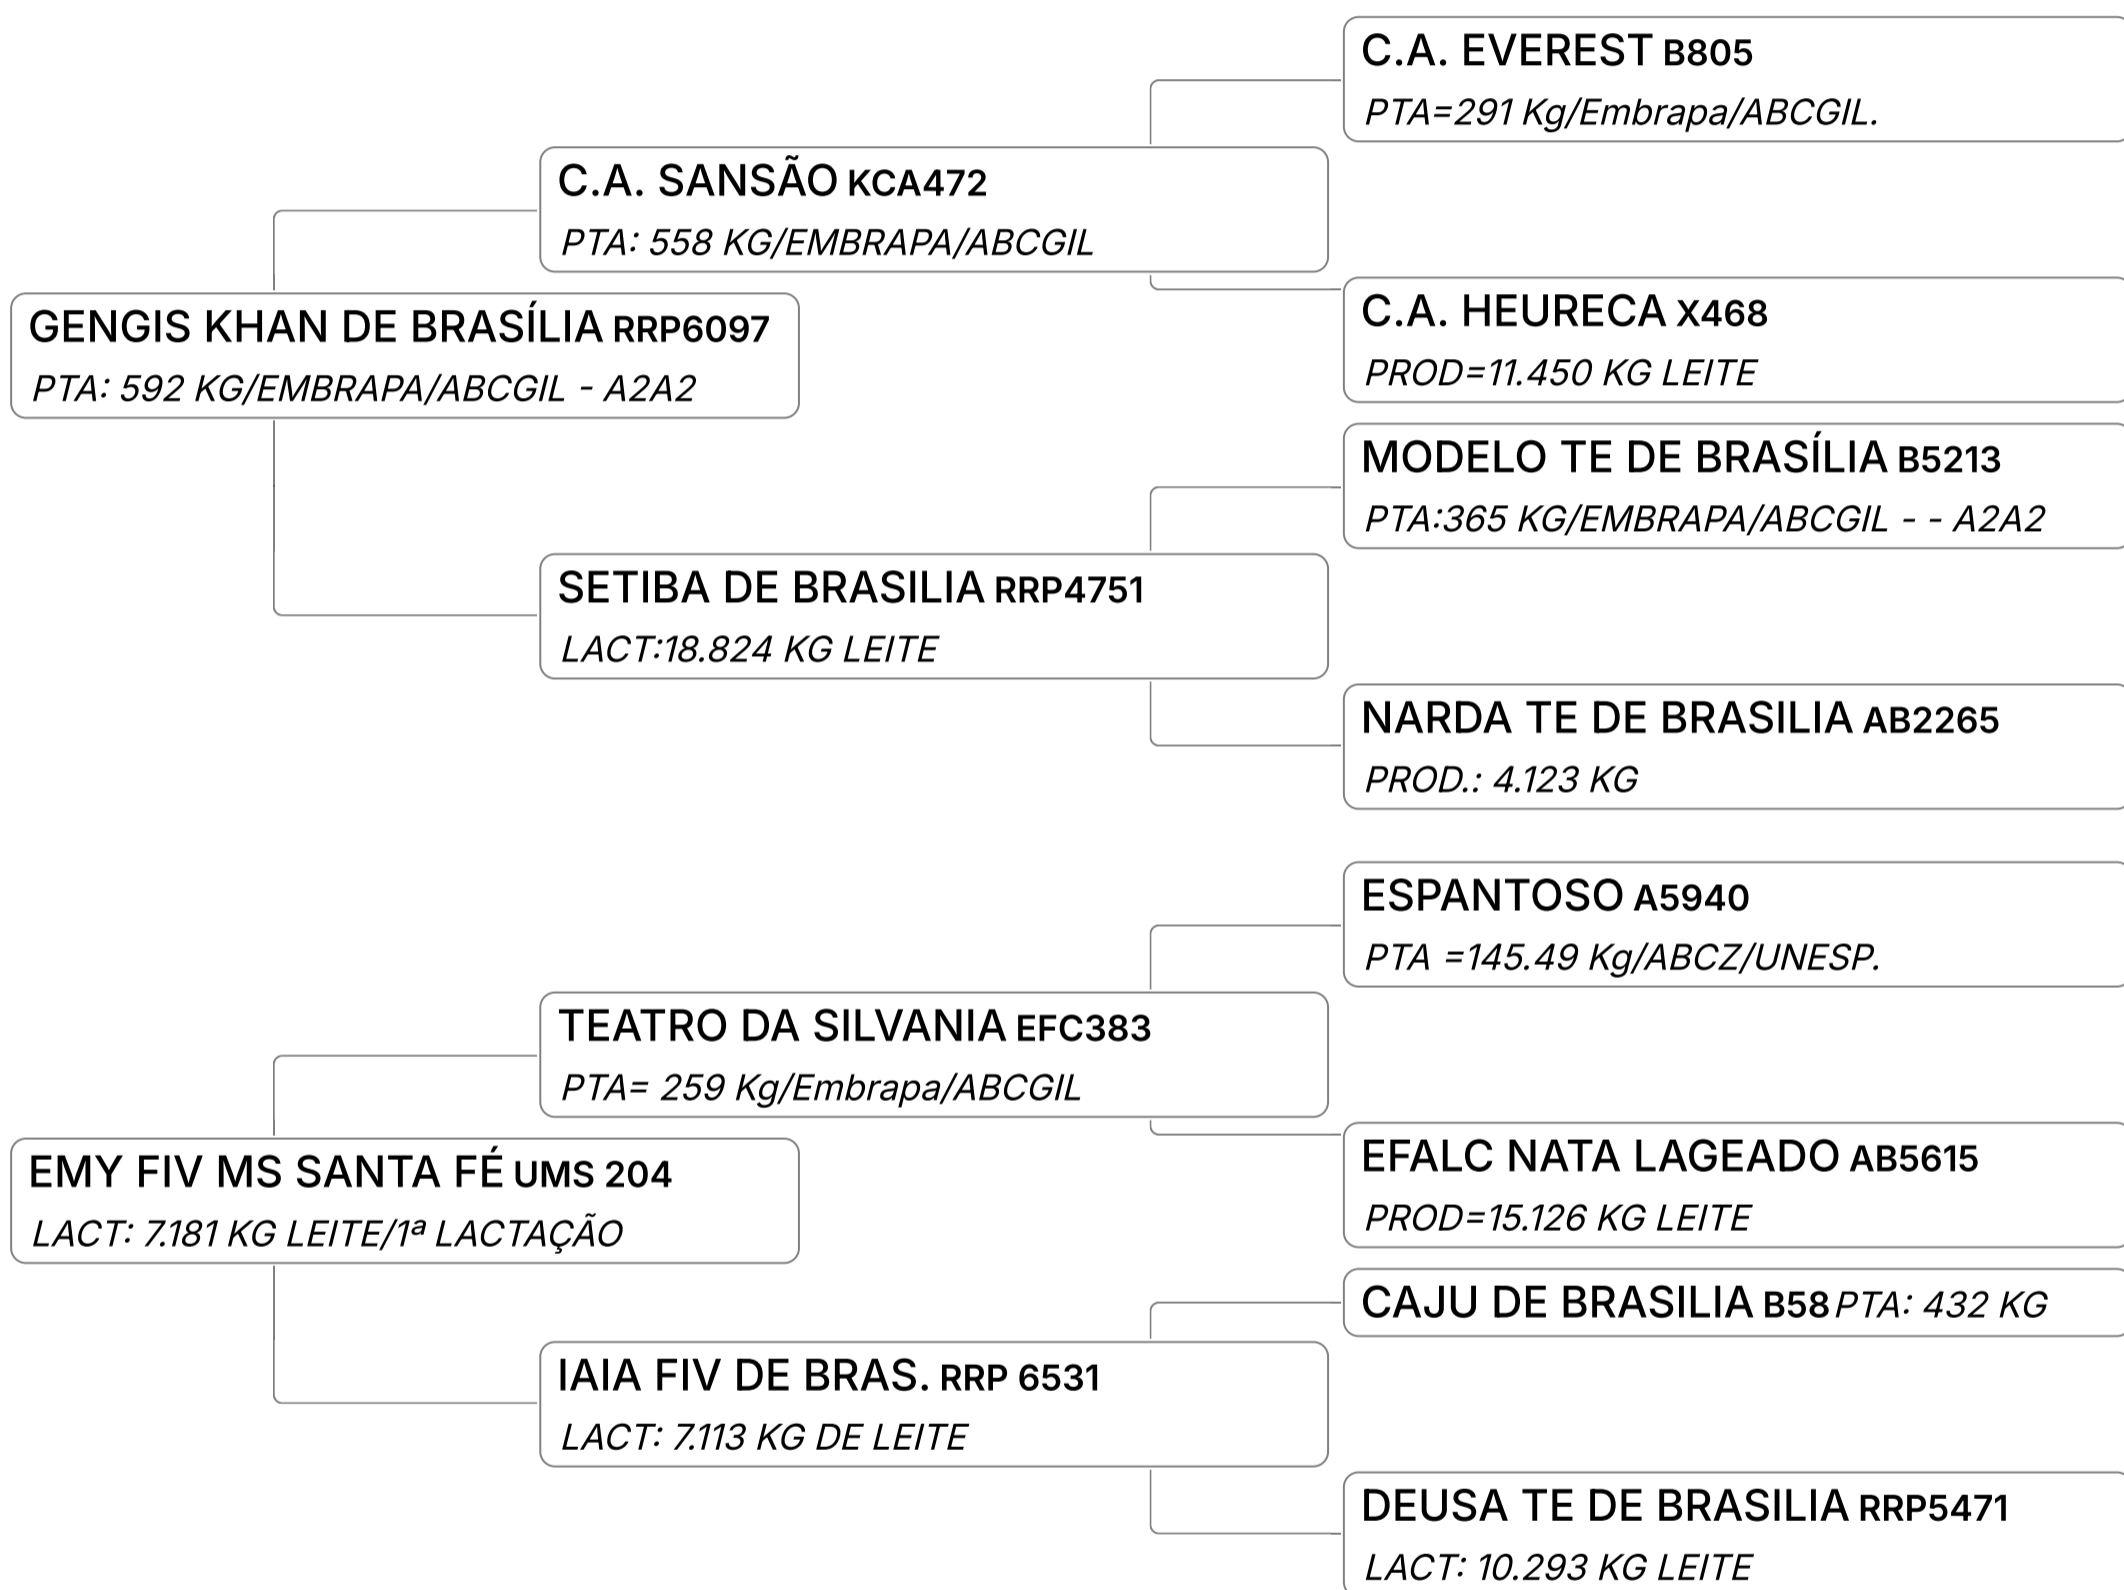 C.A. EVEREST B805
PTA=291 Kg/Embrapa/ABCGIL.
C.A. SANSÃO KCA472
PTA: 558 KG/EMBRAPA/ABCGIL
C.A. HEURECA X468
PROD=11.450 KG LEITE
GENGIS KHAN DE BRASÍLIA RRP6097
PTA: 592 KG/EMBRAPA/ABCGIL - A2A2
MODELO TE DE BRASÍLIA B5213
PTA:365 KG/EMBRAPA/ABCGIL - - A2A2
SETIBA DE BRASILIA RRP4751
LACT:18.824 KG LEITE
NARDA TE DE BRASILIA AB2265
PROD.: 4.123 KG
ESPANTOSO A5940
PTA =145.49 Kg/ABCZ/UNESP.
TEATRO DA SILVANIA EFC383
PTA= 259 Kg/Embrapa/ABCGIL
EFALC NATA LAGEADO AB5615
PROD=15.126 KG LEITE
EMY FIV MS SANTA FÉ UMS 204
LACT: 7.181 KG LEITE/1ª LACTAÇÃO
CAJU DE BRASILIA B58 PTA: 432 KG
IAIA FIV DE BRAS. RRP 6531
LACT: 7.113 KG DE LEITE
DEUSA TE DE BRASILIA RRP5471
LACT: 10.293 KG LEITE